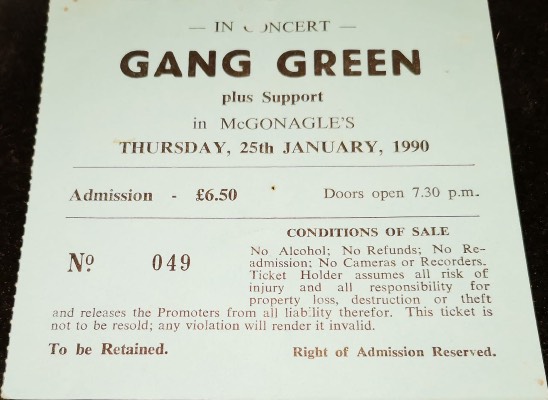 — IN CONCERT —
GANG GREEN
plus Support
in McGONAGLE'S
THURSDAY, 25th JANUARY, 1990
Admission - £6.50 Doors open 7.30 p.m.
CONDITIONS OF SALE
Nº 049
No Alcohol; No Refunds; No Re-
admission; No Cameras or Recorders.
Ticket Holder assumes all risk of
injury and all responsibility for
property loss, destruction or theft
and releases the Promoters from all liability therefor. This ticket is
not to be resold; any violation will render it invalid.
To be Retained. Right of Admission Reserved.